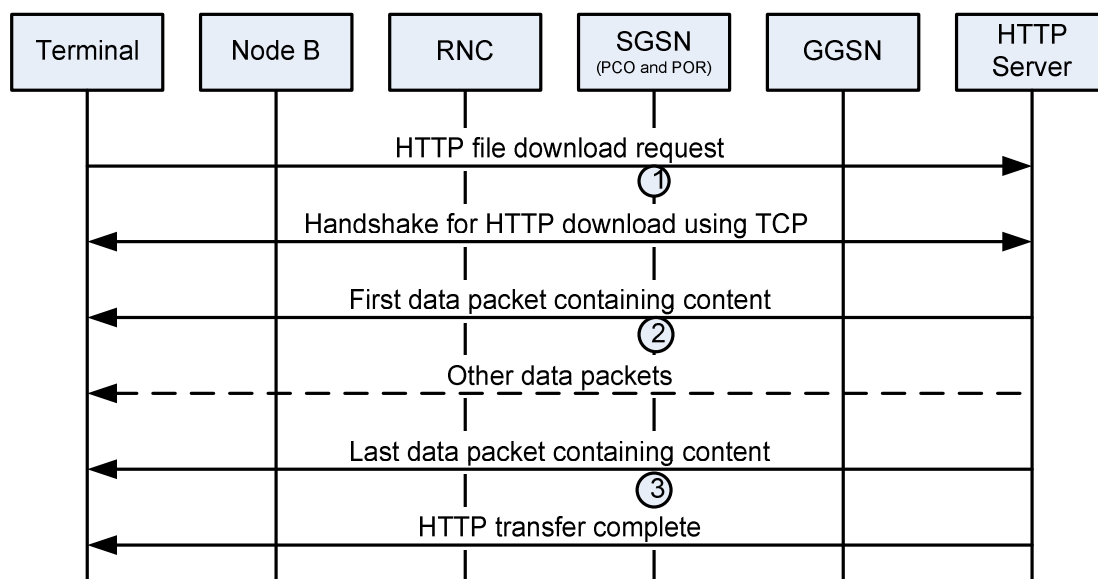 Terminal
Node B
RNC
SGSN
(PCO and POR)
GGSN
HTTP
Server
HTTP file download request
1
Handshake for HTTP download using TCP
First data packet containing content
2
Other data packets
Last data packet containing content
3
HTTP transfer complete